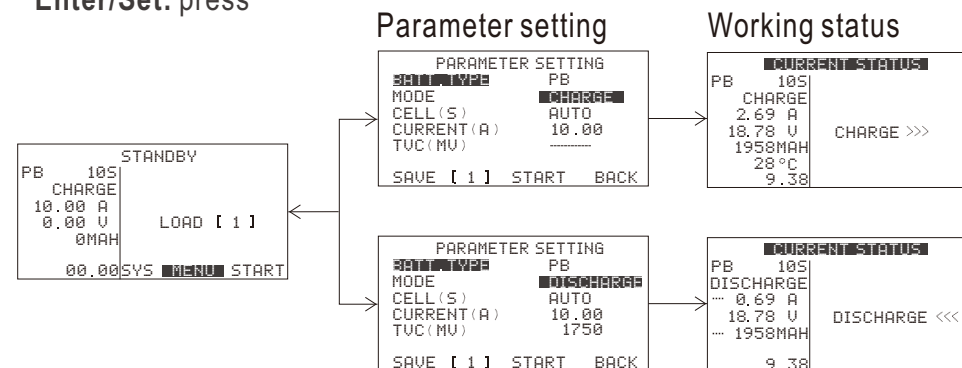 Enter/Set: press
Parameter setting
Working status
STANDBY
PB 10S
CHARGE
10.00 A
0.00 V
0MAH
LOAD [ 1 ]
00.00 SYS MENU START
PARAMETER SETTING
BATT.TYPE PB
MODE CHARGE
CELL(S) AUTO
CURRENT(A) 10.00
TVC(MV) ------------
SAVE [ 1 ] START BACK
CURRENT STATUS
PB 10S
CHARGE
2.69 A
18.78 V
1958MAH
28°C
9.38
CHARGE >>>
PARAMETER SETTING
BATT.TYPE PB
MODE DISCHARGE
CELL(S) AUTO
CURRENT(A) 10.00
TVC(MV) 1750
SAVE [ 1 ] START BACK
CURRENT STATUS
PB 10S
DISCHARGE
---- 0.69 A
18.78 V
---- 1958MAH
9.38
DISCHARGE <<<